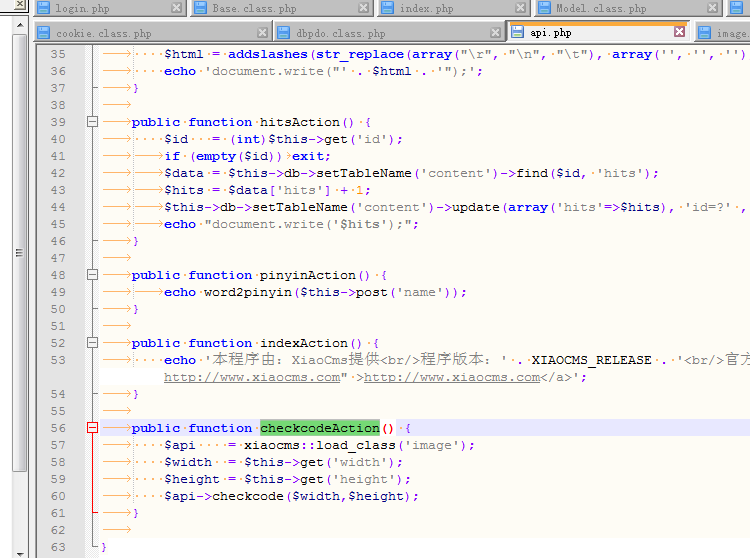 login.php Base.class.php index.php Model.class.php
cookie.class.php dbpdo.class.php api.php image.
35 $html = addslashes(str_replace(array("\r", "\n", "\t"), array('', '', '')
36 echo 'document.write("' . $html . '");';
37 }
38
39 public function hitsAction() {
40 $id = (int)$this->get('id');
41 if (empty($id)) exit;
42 $data = $this->db->setTableName('content')->find($id, 'hits');
43 $hits = $data['hits'] + 1;
44 $this->db->setTableName('content')->update(array('hits'=>$hits), 'id=?' ,
45 echo "document.write('$hits');";
46 }
47
48 public function pinyinAction() {
49 echo word2pinyin($this->post('name'));
50 }
51
52 public function indexAction() {
53 echo '本程序由：XiaoCms提供<br/>程序版本：' . XIAOCMS_RELEASE . '<br/>官方
http://www.xiaocms.com" >http://www.xiaocms.com</a>';
54 }
55
56 public function checkcodeAction() {
57 $api = xiaocms::load_class('image');
58 $width = $this->get('width');
59 $height = $this->get('height');
60 $api->checkcode($width,$height);
61 }
62
63 }